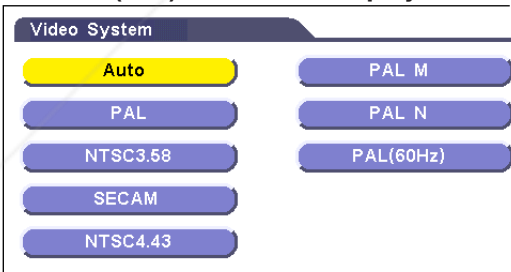 Video System
Auto
PAL
NTSC3.58
SECAM
NTSC4.43
PAL M
PAL N
PAL(60Hz)